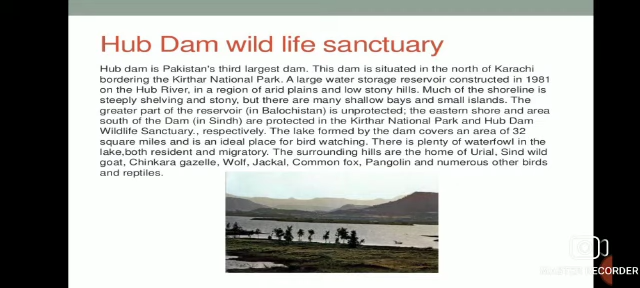 Hub Dam wild life sanctuary
Hub dam is Pakistan's third largest dam. This dam is situated in the north of Karachi
bordering the Kirthar National Park. A large water storage reservoir constructed in 1981
on the Hub River, in a region of arid plains and low stony hills. Much of the shoreline is
steeply shelving and stony, but there are many shallow bays and small islands. The
greater part of the reservoir (in Balochistan) is unprotected; the eastern shore and area
south of the Dam (in Sindh) are protected in the Kirthar National Park and Hub Dam
Wildlife Sanctuary., respectively. The lake formed by the dam covers an area of 32
square miles and is an ideal place for bird watching. There is plenty of waterfowl in the
lake,both resident and migratory. The surrounding hills are the home of Urial, Sind wild
goat, Chinkara gazelle, Wolf, Jackal, Common fox, Pangolin and numerous other birds
and reptiles.
MASTER RECORDER